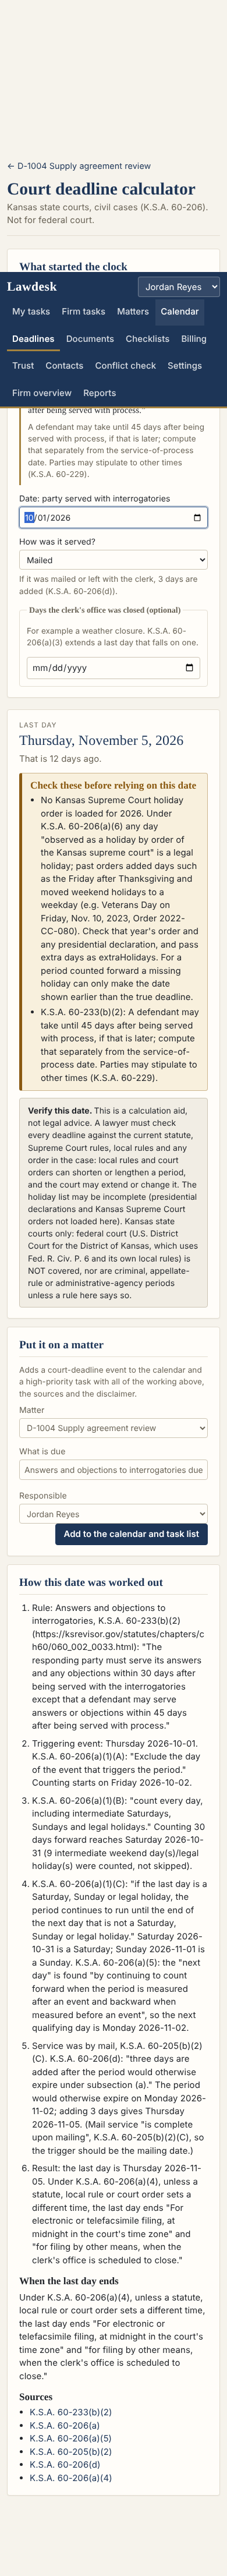 ← D-1004 Supply agreement review
Court deadline calculator
Kansas state courts, civil cases (K.S.A. 60-206).
Not for federal court.
What started the clock
Lawdesk
Jordan Reyes
My tasks
Firm tasks
Matters
Calendar
Deadlines
Documents
Checklists
Billing
Trust
Contacts
Conflict check
Settings
Firm overview
Reports
after being served with process."
A defendant may take until 45 days after being
served with process, if that is later; compute
that separately from the service-of-process
date. Parties may stipulate to other times
(K.S.A. 60-229).
Date: party served with interrogatories
10/01/2026
How was it served?
Mailed
If it was mailed or left with the clerk, 3 days are
added (K.S.A. 60-206(d)).
Days the clerk's office was closed (optional)
For example a weather closure. K.S.A. 60-
206(a)(3) extends a last day that falls on one.
mm/dd/yyyy
LAST DAY
Thursday, November 5, 2026
That is 12 days ago.
Check these before relying on this date
• No Kansas Supreme Court holiday
order is loaded for 2026. Under
K.S.A. 60-206(a)(6) any day
"observed as a holiday by order of
the Kansas supreme court" is a legal
holiday; past orders added days such
as the Friday after Thanksgiving and
moved weekend holidays to a
weekday (e.g. Veterans Day on
Friday, Nov. 10, 2023, Order 2022-
CC-080). Check that year's order and
any presidential declaration, and pass
extra days as extraHolidays. For a
period counted forward a missing
holiday can only make the date
shown earlier than the true deadline.
• K.S.A. 60-233(b)(2): A defendant may
take until 45 days after being served
with process, if that is later; compute
that separately from the service-of-
process date. Parties may stipulate to
other times (K.S.A. 60-229).
Verify this date. This is a calculation aid,
not legal advice. A lawyer must check
every deadline against the current statute,
Supreme Court rules, local rules and any
order in the case: local rules and court
orders can shorten or lengthen a period,
and the court may extend or change it. The
holiday list may be incomplete (presidential
declarations and Kansas Supreme Court
orders not loaded here). Kansas state
courts only: federal court (U.S. District
Court for the District of Kansas, which uses
Fed. R. Civ. P. 6 and its own local rules) is
NOT covered, nor are criminal, appellate-
rule or administrative-agency periods
unless a rule here says so.
Put it on a matter
Adds a court-deadline event to the calendar and
a high-priority task with all of the working above,
the sources and the disclaimer.
Matter
D-1004 Supply agreement review
What is due
Answers and objections to interrogatories due
Responsible
Jordan Reyes
Add to the calendar and task list
How this date was worked out
1. Rule: Answers and objections to
interrogatories, K.S.A. 60-233(b)(2)
(https://ksrevisor.gov/statutes/chapters/c
h60/060_002_0033.html): "The
responding party must serve its answers
and any objections within 30 days after
being served with the interrogatories
except that a defendant may serve
answers or objections within 45 days
after being served with process."
2. Triggering event: Thursday 2026-10-01.
K.S.A. 60-206(a)(1)(A): "Exclude the day
of the event that triggers the period."
Counting starts on Friday 2026-10-02.
3. K.S.A. 60-206(a)(1)(B): "count every day,
including intermediate Saturdays,
Sundays and legal holidays." Counting 30
days forward reaches Saturday 2026-10-
31 (9 intermediate weekend day(s)/legal
holiday(s) were counted, not skipped).
4. K.S.A. 60-206(a)(1)(C): "if the last day is a
Saturday, Sunday or legal holiday, the
period continues to run until the end of
the next day that is not a Saturday,
Sunday or legal holiday." Saturday 2026-
10-31 is a Saturday; Sunday 2026-11-01 is
a Sunday. K.S.A. 60-206(a)(5): the "next
day" is found "by continuing to count
forward when the period is measured
after an event and backward when
measured before an event", so the next
qualifying day is Monday 2026-11-02.
5. Service was by mail, K.S.A. 60-205(b)(2)
(C). K.S.A. 60-206(d): "three days are
added after the period would otherwise
expire under subsection (a)." The period
would otherwise expire on Monday 2026-
11-02; adding 3 days gives Thursday
2026-11-05. (Mail service "is complete
upon mailing", K.S.A. 60-205(b)(2)(C), so
the trigger should be the mailing date.)
6. Result: the last day is Thursday 2026-11-
05. Under K.S.A. 60-206(a)(4), unless a
statute, local rule or court order sets a
different time, the last day ends "For
electronic or telefacsimile filing, at
midnight in the court's time zone" and
"for filing by other means, when the
clerk's office is scheduled to close."
When the last day ends
Under K.S.A. 60-206(a)(4), unless a statute,
local rule or court order sets a different time,
the last day ends "For electronic or
telefacsimile filing, at midnight in the court's
time zone" and "for filing by other means,
when the clerk's office is scheduled to
close."
Sources
• K.S.A. 60-233(b)(2)
• K.S.A. 60-206(a)
• K.S.A. 60-206(a)(5)
• K.S.A. 60-205(b)(2)
• K.S.A. 60-206(d)
• K.S.A. 60-206(a)(4)